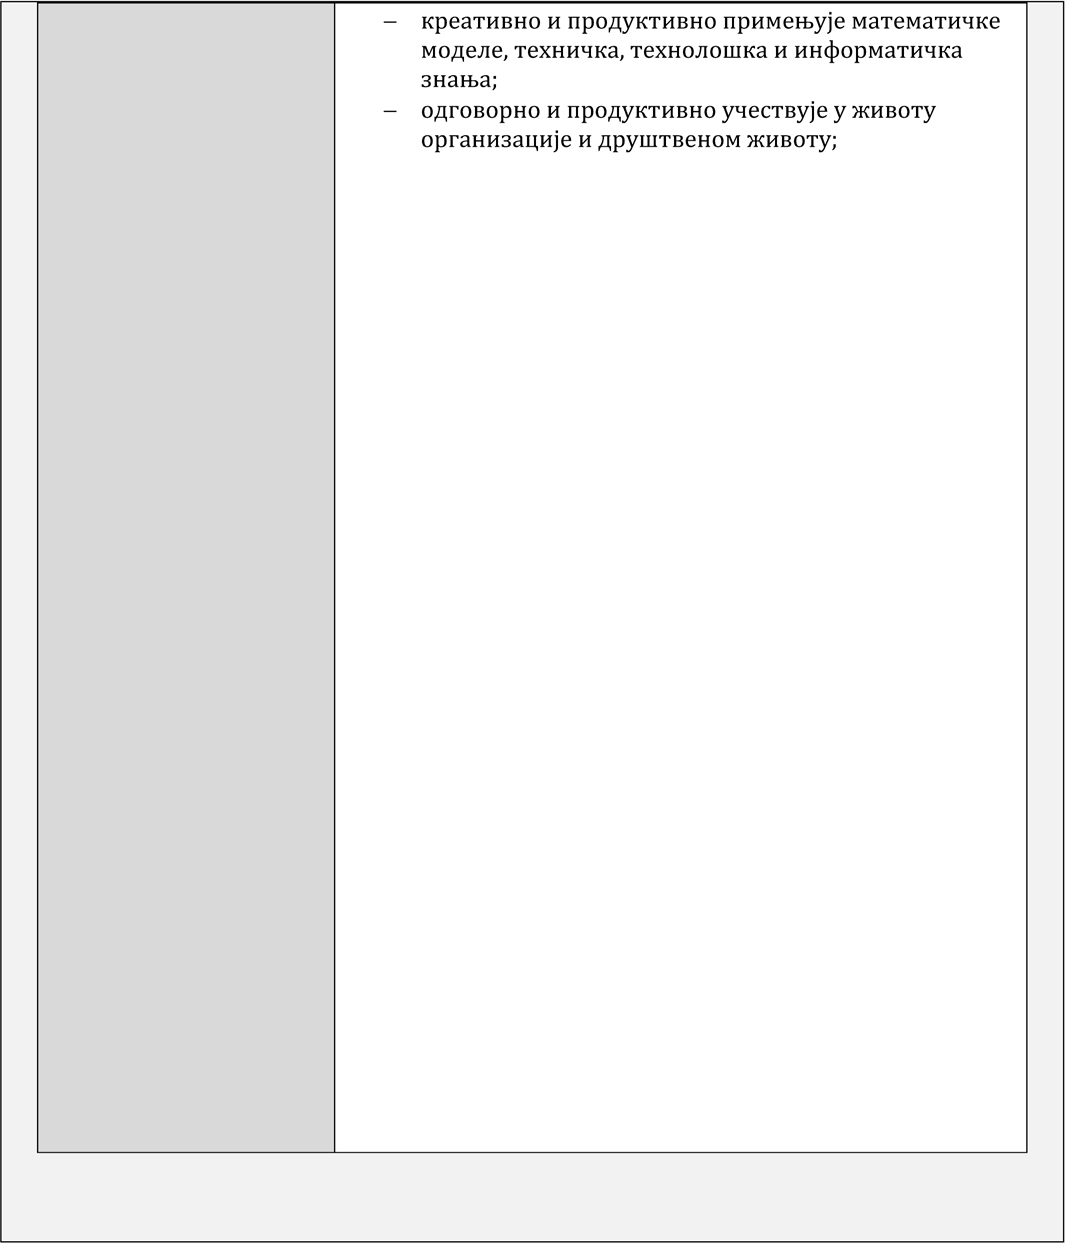 – креативно и продуктивно примењује математичке
моделе, техничка, технолошка и информатичка
знања;
– одговорно и продуктивно учествује у животу
организације и друштвеном животу;